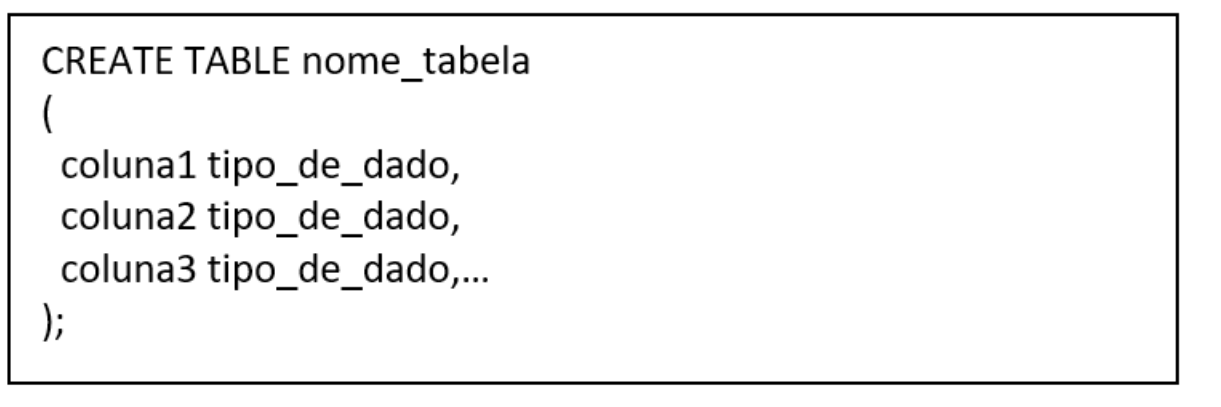 CREATE TABLE nome_tabela
(
coluna1 tipo_de_dado,
coluna2 tipo_de_dado,
coluna3 tipo_de_dado,...
);